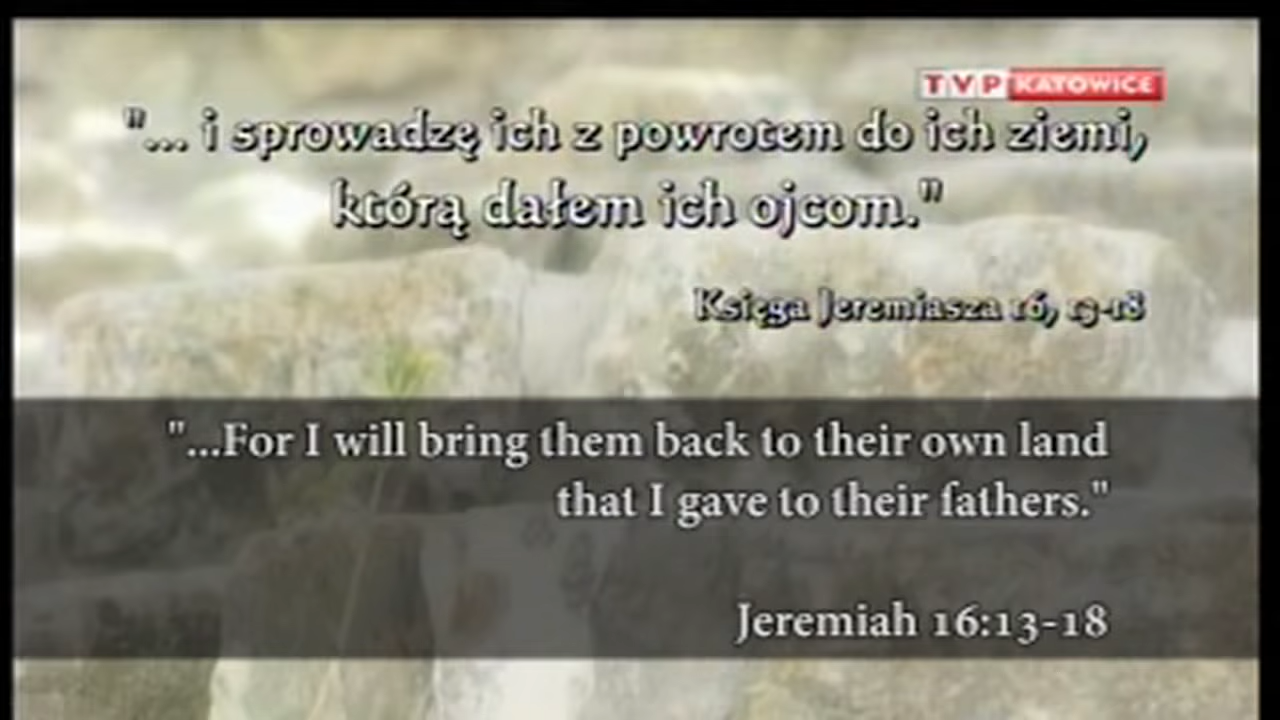 TVP KATOWICE
"... i sprowadzę ich z powrotem do ich ziemi,
którą dałem ich ojcom."
Księga Jeremiasza 16, 13-18
"...For I will bring them back to their own land
that I gave to their fathers."
Jeremiah 16:13-18